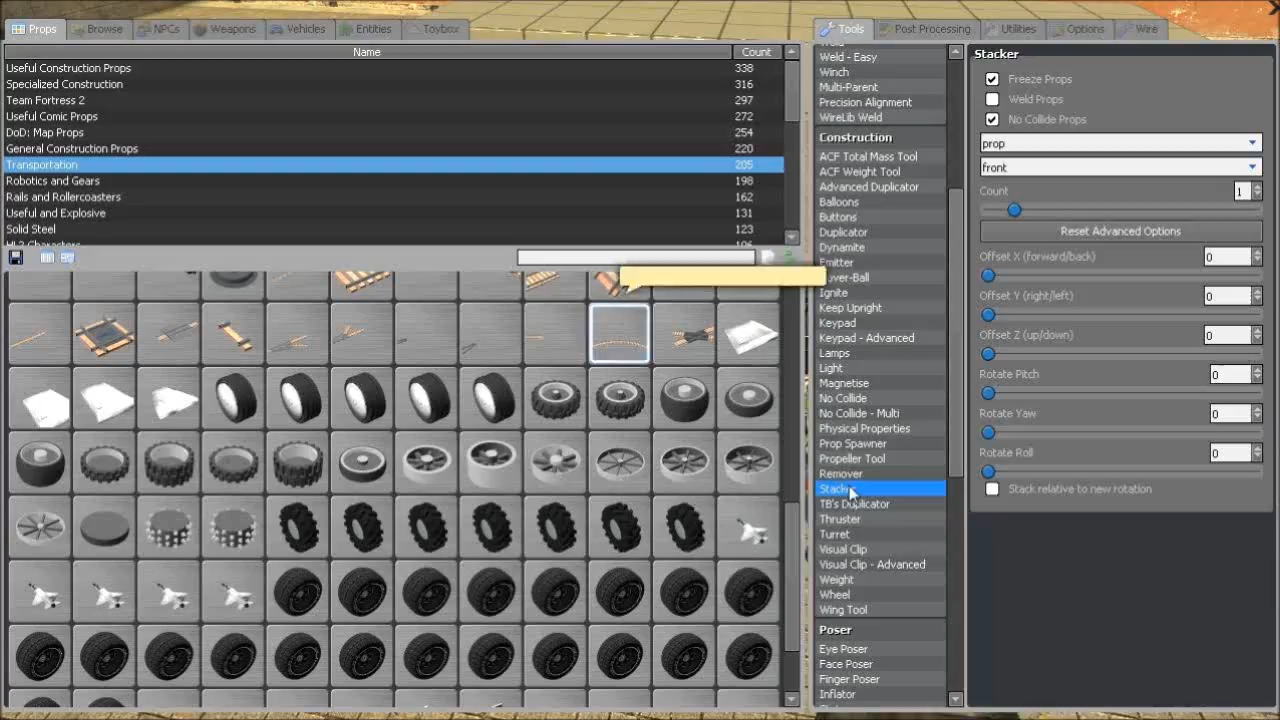 Props Browse NPCs Weapons Vehicles Entities Toybox
Name Count
Useful Construction Props 338
Specialized Construction 316
Team Fortress 2 297
Useful Comic Props 272
DoD: Map Props 254
General Construction Props 220
Transportation 205
Robotics and Gears 198
Rails and Rollercoasters 162
Useful and Explosive 131
Solid Steel 123
HL2 Characters 106
Tools Post Processing Utilities Options Wire
Weld
Weld - Easy
Winch
Multi-Parent
Precision Alignment
WireLib Weld
Construction
ACF Total Mass Tool
ACF Weight Tool
Advanced Duplicator
Balloons
Buttons
Duplicator
Dynamite
Emitter
over-Ball
Ignite
Keep Upright
Keypad
Keypad - Advanced
Lamps
Light
Magnetise
No Collide
No Collide - Multi
Physical Properties
Prop Spawner
Propeller Tool
Remover
Stacker
TB's Duplicator
Thruster
Turret
Visual Clip
Visual Clip - Advanced
Weight
Wheel
Wing Tool
Poser
Eye Poser
Face Poser
Finger Poser
Inflator
Stacker
Freeze Props
Weld Props
No Collide Props
prop
front
Count 1
Reset Advanced Options
Offset X (forward/back) 0
Offset Y (right/left) 0
Offset Z (up/down) 0
Rotate Pitch 0
Rotate Yaw 0
Rotate Roll 0
Stack relative to new rotation